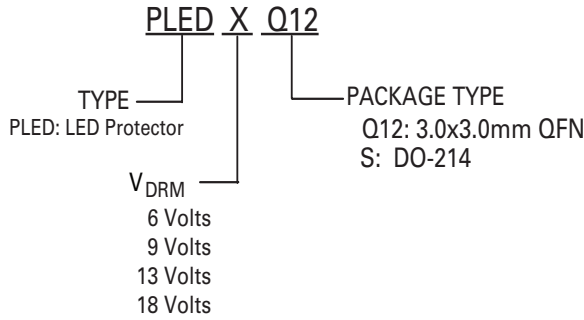 PLED X Q12
TYPE
PLED: LED Protector
PACKAGE TYPE
Q12: 3.0x3.0mm QFN
S: DO-214
VDRM
6 Volts
9 Volts
13 Volts
18 Volts